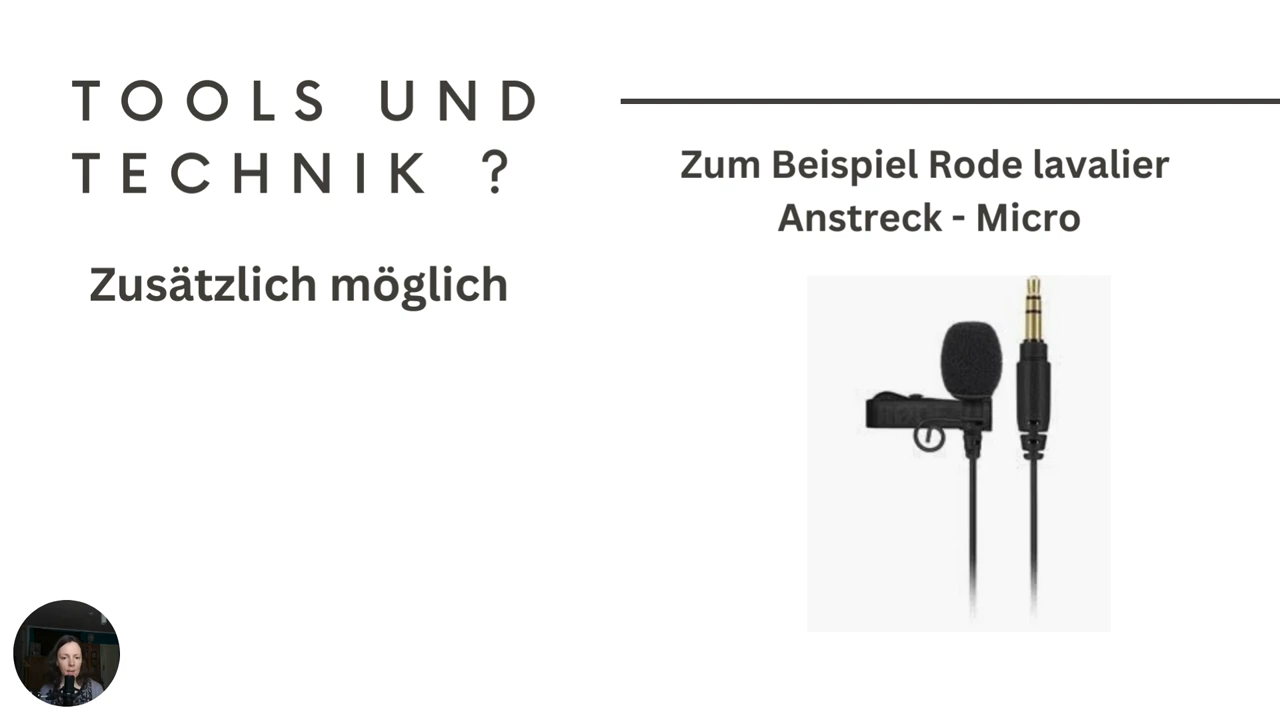 TOOLS UND
TECHNIK ?
Zusätzlich möglich
Zum Beispiel Rode lavalier
Anstreck - Micro